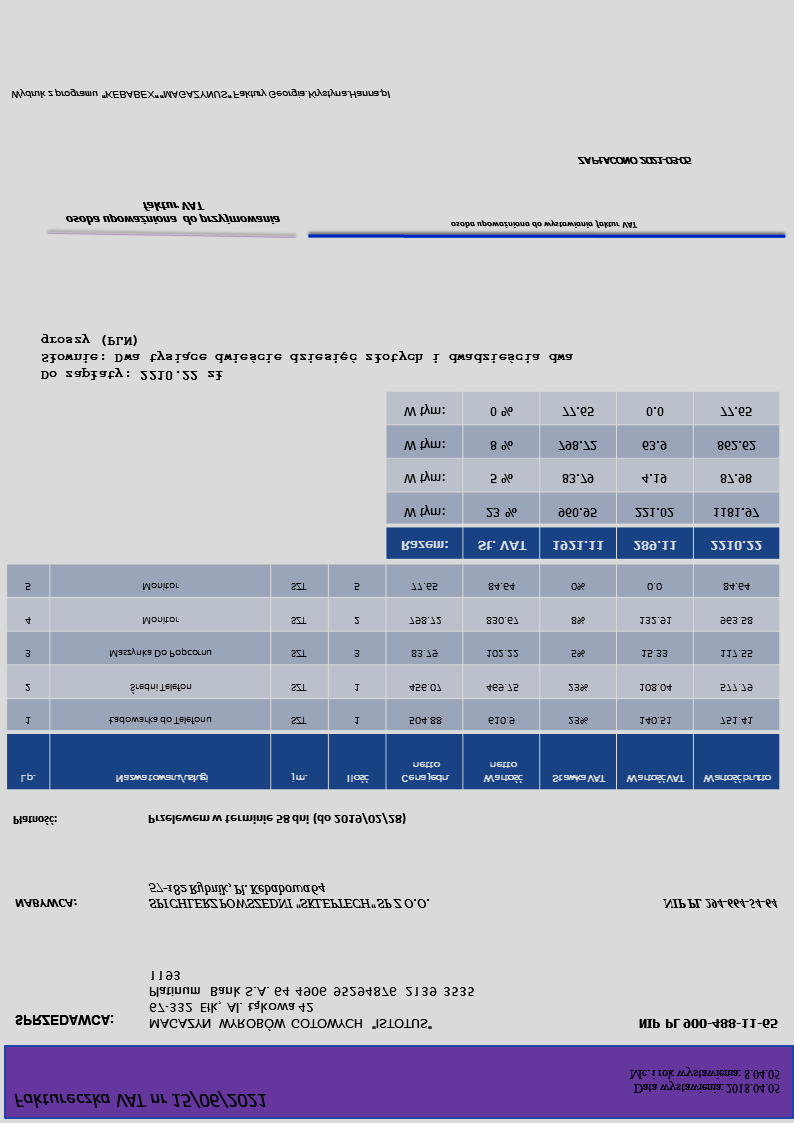 Faktureczka VAT nr 15/06/2021
Data wystawienia: 2018.04.05
Mc. i rok wystawienia: 8.04.05
SPRZEDAWCA: MAGAZYN WYROBÓW GOTOWYCH "ISTOTUS" NIP PL 900-488-11-65
67-332 Ełk, Al. Łąkowa 42
Platinum Bank S.A. 64 4906 95294876 2139 3535
1193
NABYWCA: SPICHLERZ POWSZEDNI "SKLEPTECH" SP. Z O. O. NIP PL 294-664-54-64
57-182 Rybnik, Pl. Kebabowa 64
Płatność: Przelewem w terminie 58 dni (do 2019/02/28)
Lp. Nazwa towaru/usługi jm. Ilość Cena jedn. netto Wartość netto Stawka VAT Wartość VAT Wartość brutto
1 Ładowarka do Telefonu SZT 1 504.88 610.9 23% 140.51 751.41
2 Średni Telefon SZT 1 456.07 469.75 23% 108.04 577.79
3 Maszynka Do Popcornu SZT 3 83.79 102.22 5% 15.33 117.55
4 Monitor SZT 2 798.72 830.67 8% 132.91 963.58
5 Monitor SZT 5 77.65 84.64 0% 0.0 84.64
Razem: St. VAT 1921.11 289.11 2210.22
W tym: 23 % 960.95 221.02 1181.97
W tym: 5 % 83.79 4.19 87.98
W tym: 8 % 798.72 63.9 862.62
W tym: 0 % 77.65 0.0 77.65
Do zapłaty: 2210.22 zł
Słownie: Dwa tysiące dwieście dziesięć złotych i dwadzieścia dwa
groszy (PLN)
osoba upoważniona do przyjmowania
faktur VAT
osoba upoważniona do wystawiania faktur VAT
ZAPŁACONO 2021-03-05
Wydruk z programu "KEBABEX" "MAGAZYNUS" Faktury Georgia.Krystyna.Hanna.pl